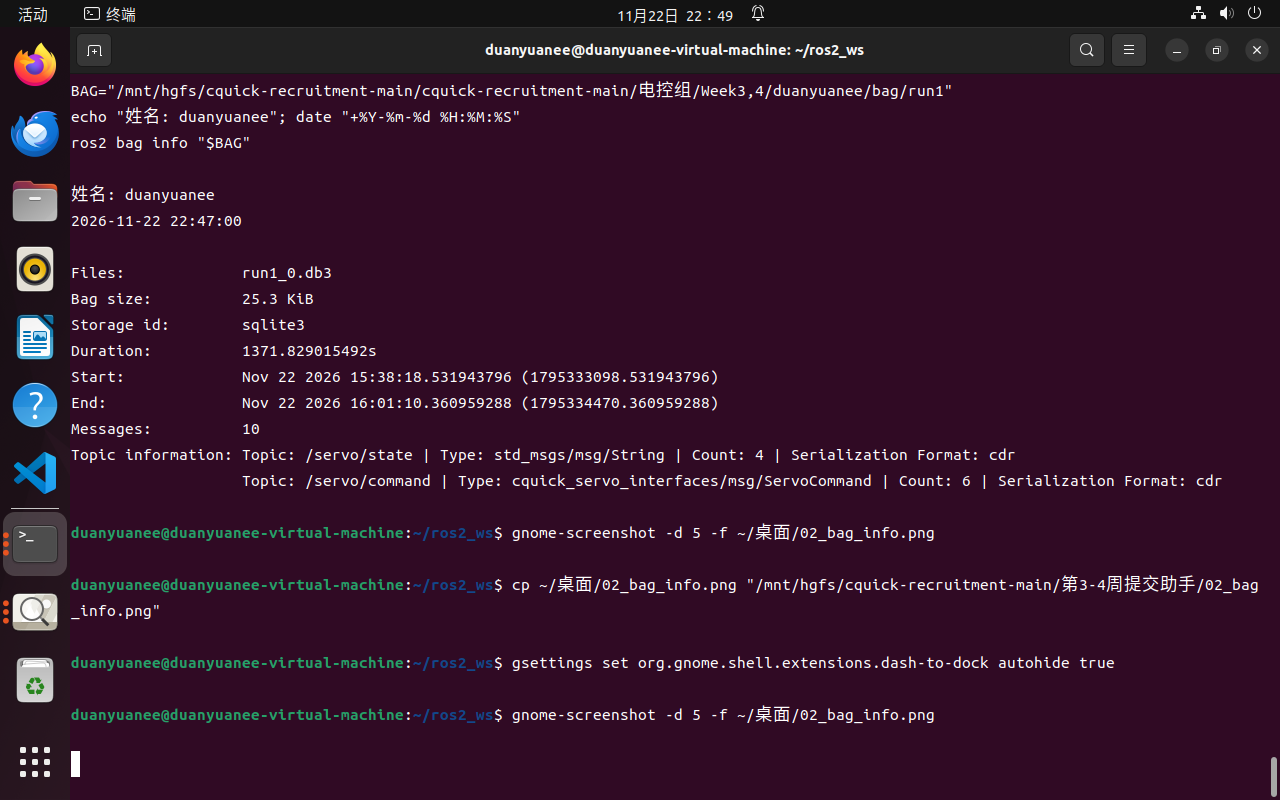 活动 终端 11月22日 22：49
duanyuanee@duanyuanee-virtual-machine: ~/ros2_ws
BAG="/mnt/hgfs/cquick-recruitment-main/cquick-recruitment-main/电控组/Week3,4/duanyuanee/bag/run1"
echo "姓名: duanyuanee"; date "+%Y-%m-%d %H:%M:%S"
ros2 bag info "$BAG"
姓名: duanyuanee
2026-11-22 22:47:00
Files: run1_0.db3
Bag size: 25.3 KiB
Storage id: sqlite3
Duration: 1371.829015492s
Start: Nov 22 2026 15:38:18.531943796 (1795333098.531943796)
End: Nov 22 2026 16:01:10.360959288 (1795334470.360959288)
Messages: 10
Topic information: Topic: /servo/state | Type: std_msgs/msg/String | Count: 4 | Serialization Format: cdr
Topic: /servo/command | Type: cquick_servo_interfaces/msg/ServoCommand | Count: 6 | Serialization Format: cdr
duanyuanee@duanyuanee-virtual-machine:~/ros2_ws$ gnome-screenshot -d 5 -f ~/桌面/02_bag_info.png
duanyuanee@duanyuanee-virtual-machine:~/ros2_ws$ cp ~/桌面/02_bag_info.png "/mnt/hgfs/cquick-recruitment-main/第3-4周提交助手/02_bag
_info.png"
duanyuanee@duanyuanee-virtual-machine:~/ros2_ws$ gsettings set org.gnome.shell.extensions.dash-to-dock autohide true
duanyuanee@duanyuanee-virtual-machine:~/ros2_ws$ gnome-screenshot -d 5 -f ~/桌面/02_bag_info.png